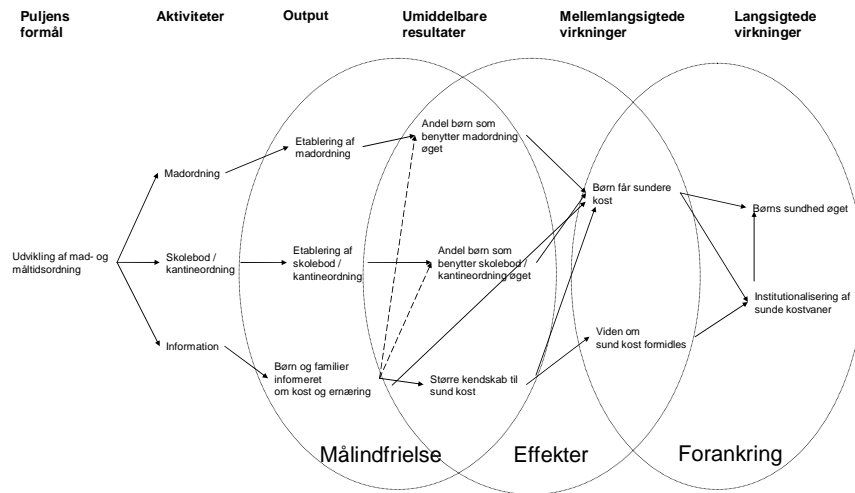 Puljens
formål
Aktiviteter
Output
Umiddelbare
resultater
Mellemlangsigtede
virkninger
Langsigtede
virkninger
Andel børn som
benytter madordning
øget
Etablering af
madordning
Madordning
Børn får sundere
kost
Børns sundhed øget
Udvikling af mad- og
måltidsordning
Skolebod /
kantineordning
Etablering af
skolebod /
kantineordning
Andel børn som
benytter skolebod /
kantineordning øget
Institutionalisering af
sunde kostvaner
Information
Viden om
sund kost formidles
Børn og familier
informeret
om kost og ernæring
Større kendskab til
sund kost
Målindfrielse
Effekter
Forankring